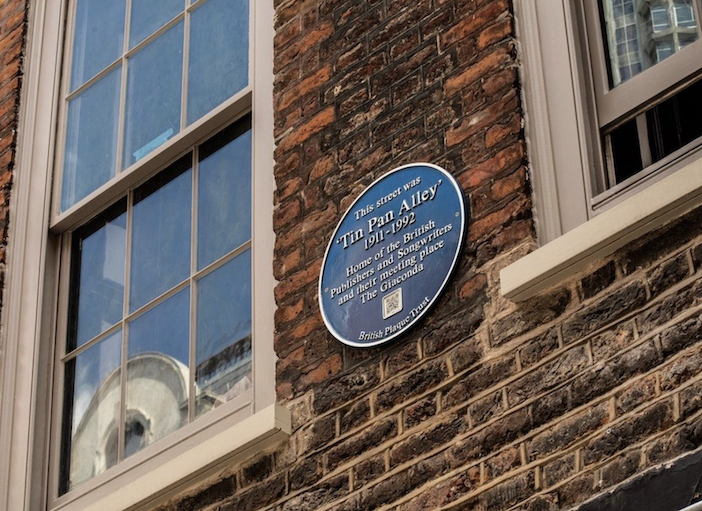 This street was
'Tin Pan Alley'
1911-1992
Home of the British
Publishers and Songwriters
and their meeting place
The Giaconda
British Plaque Trust